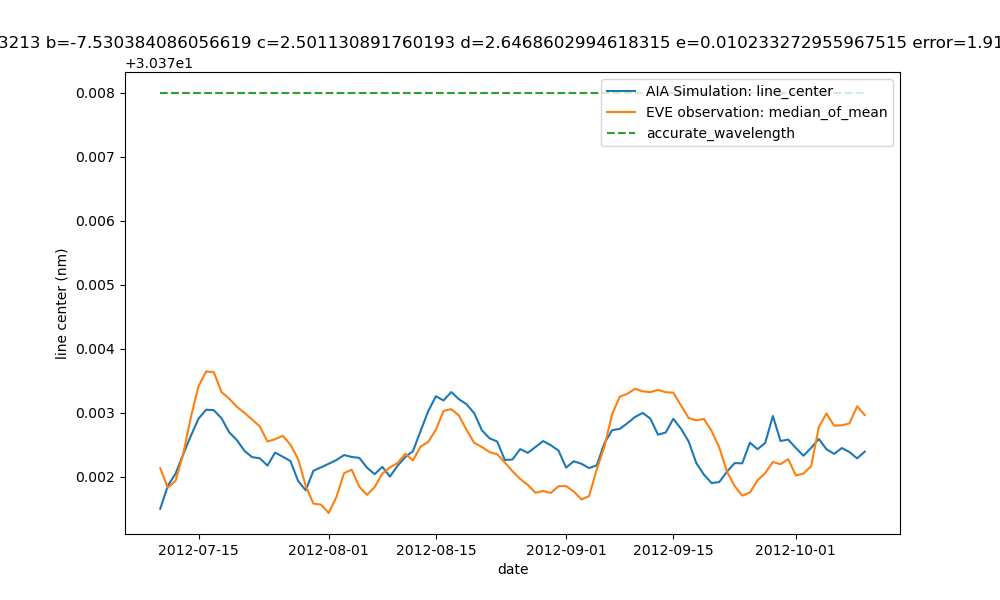 3213 b=-7.530384086056619 c=2.501130891760193 d=2.6468602994618315 e=0.010233272955967515 error=1.91
+3.037e1
AIA Simulation: line_center
EVE observation: median_of_mean
accurate_wavelength
0.008
0.007
0.006
0.005
0.004
0.003
0.002
line center (nm)
2012-07-15 2012-08-01 2012-08-15 2012-09-01 2012-09-15 2012-10-01
date